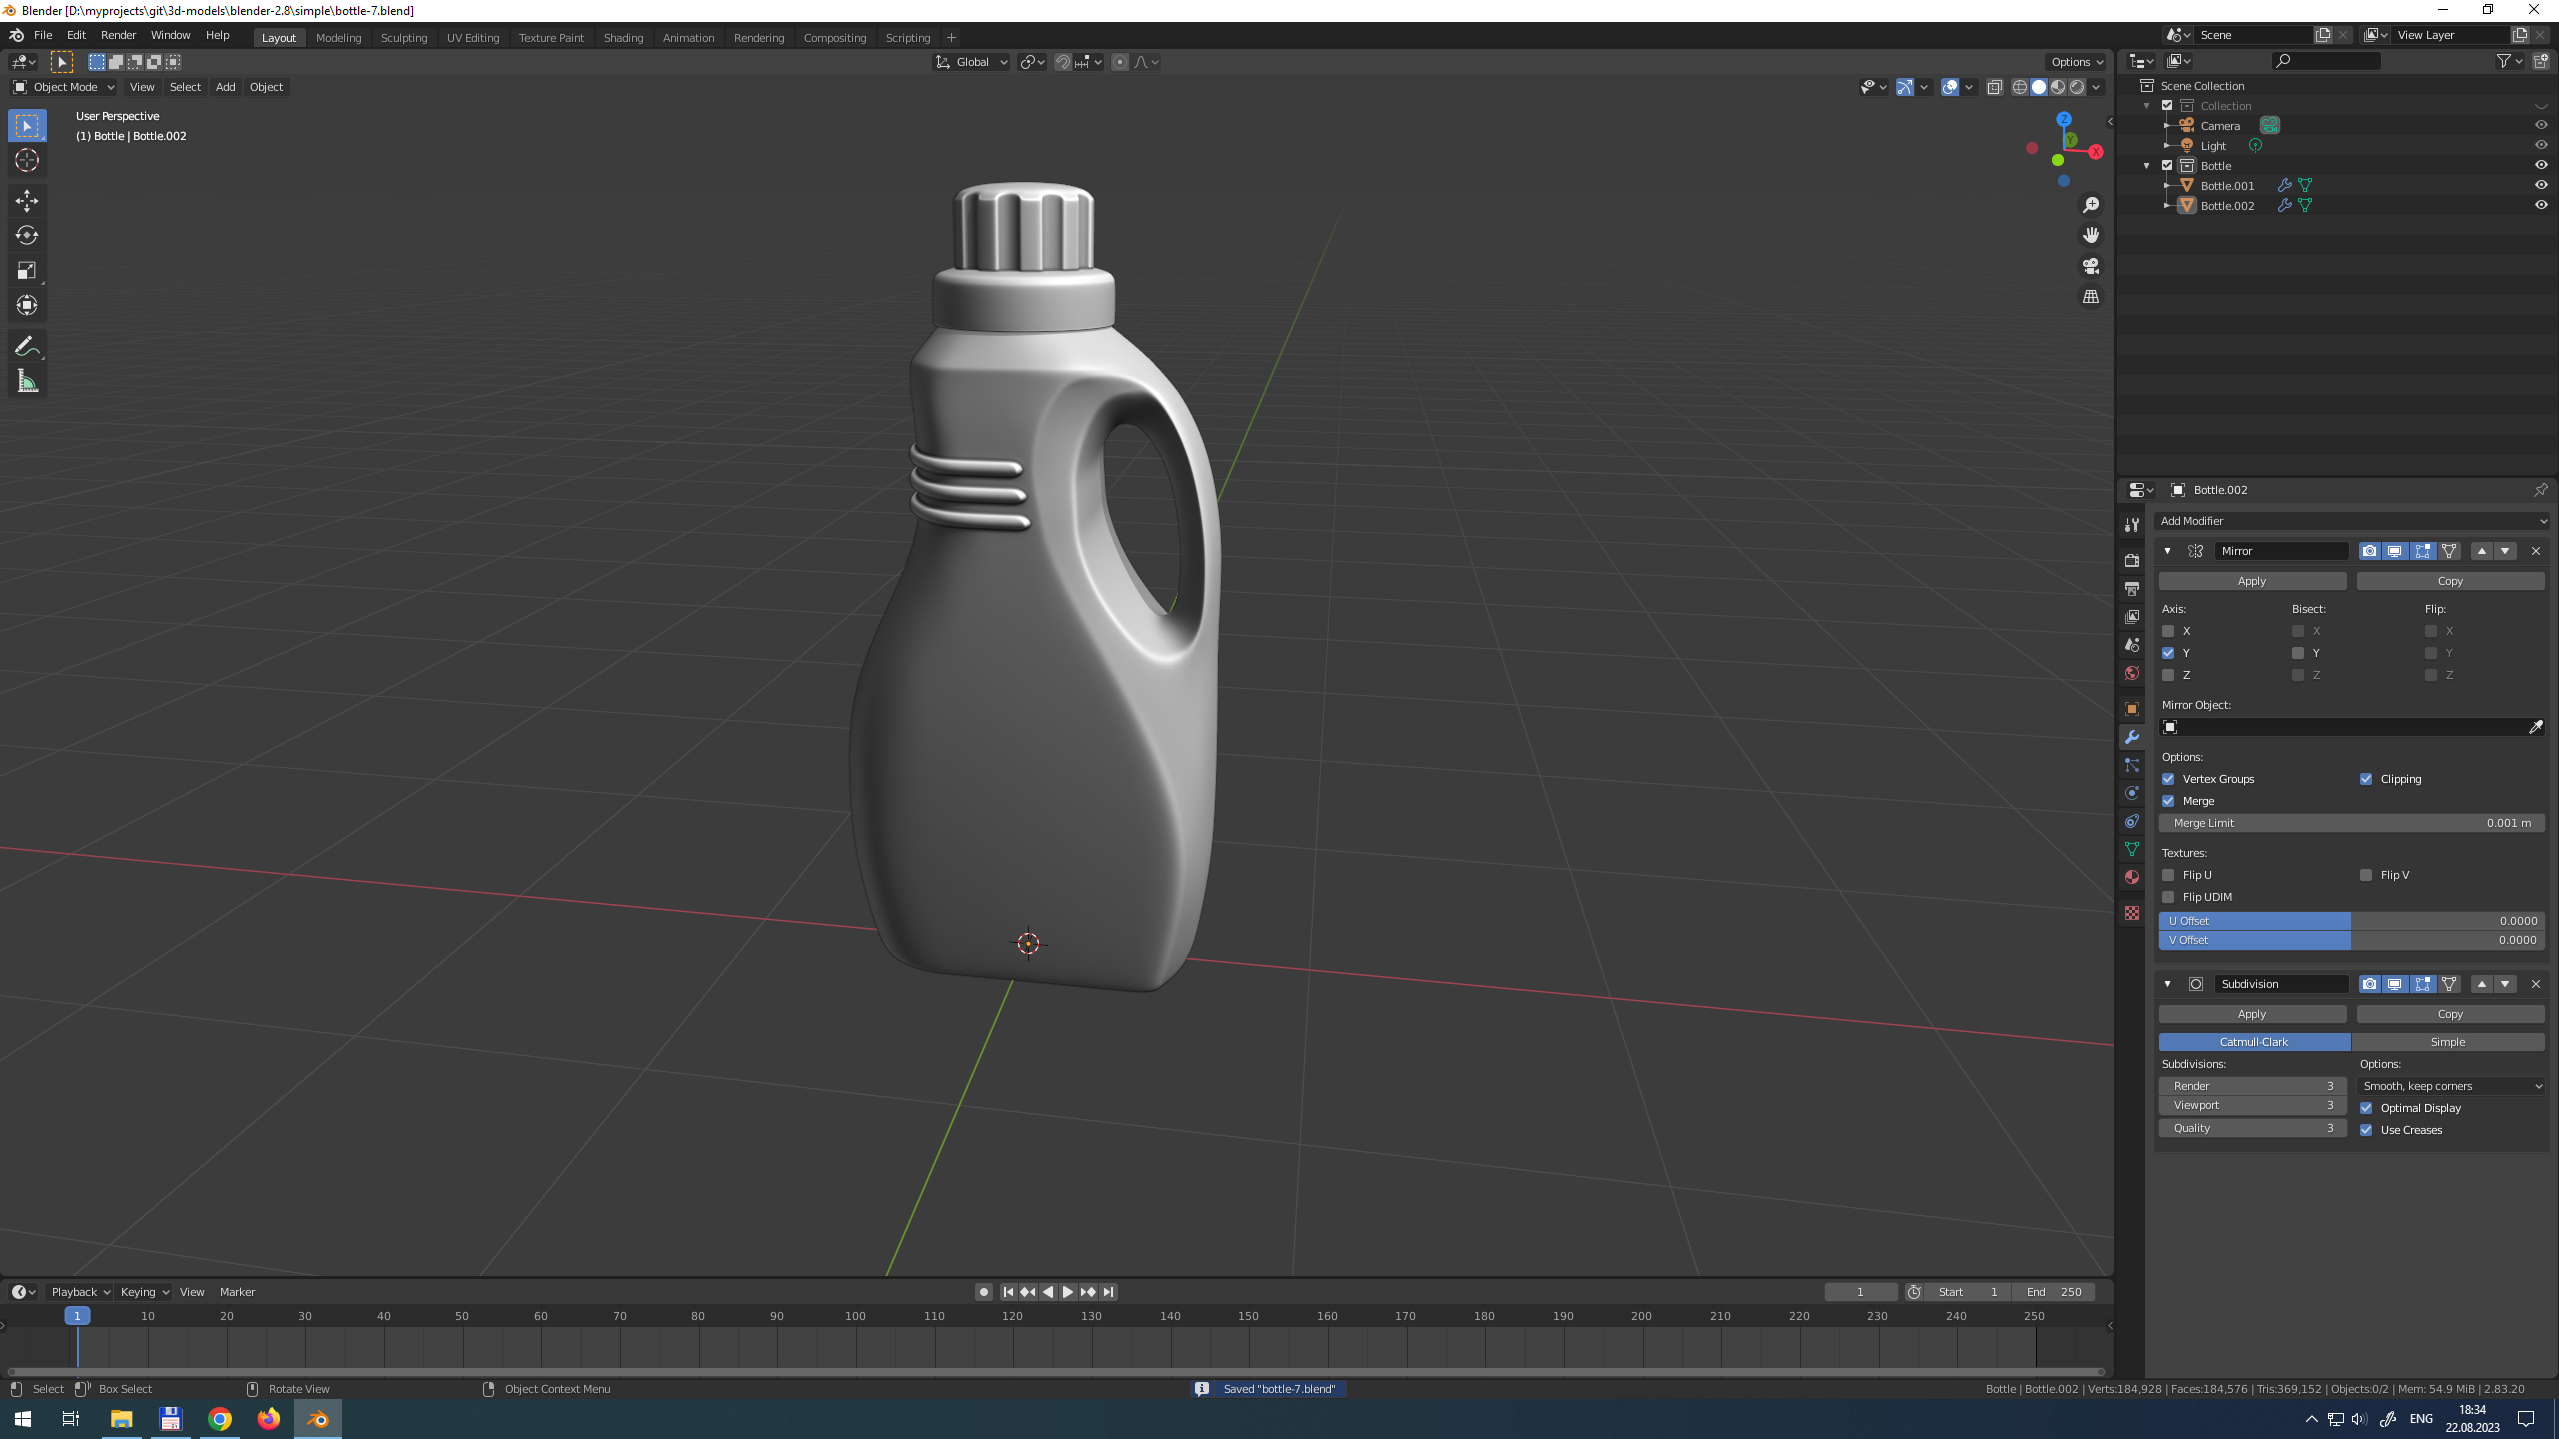 Blender [D:\myprojects\git\3d-models\blender-2.8\simple\bottle-7.blend]
File Edit Render Window Help Layout Modeling Sculpting UV Editing Texture Paint Shading Animation Rendering Compositing Scripting + Scene View Layer
Global Options
Object Mode View Select Add Object
User Perspective
(1) Bottle | Bottle.002
Z
Y
X
Scene Collection
Collection
Camera
Light
Bottle
Bottle.001
Bottle.002
Bottle.002
Add Modifier
Mirror
Apply Copy
Axis: Bisect: Flip:
X X X
Y Y Y
Z Z Z
Mirror Object:
Options:
Vertex Groups Clipping
Merge
Merge Limit 0.001 m
Textures:
Flip U Flip V
Flip UDIM
U Offset 0.0000
V Offset 0.0000
Subdivision
Apply Copy
Catmull-Clark Simple
Subdivisions: Options:
Render 3 Smooth, keep corners
Viewport 3 Optimal Display
Quality 3 Use Creases
Playback Keying View Marker 1 Start 1 End 250
1 10 20 30 40 50 60 70 80 90 100 110 120 130 140 150 160 170 180 190 200 210 220 230 240 250
Select Box Select Rotate View Object Context Menu Saved "bottle-7.blend" Bottle | Bottle.002 | Verts:184,928 | Faces:184,576 | Tris:369,152 | Objects:0/2 | Mem: 54.9 MiB | 2.83.20
ENG
18:34
22.08.2023